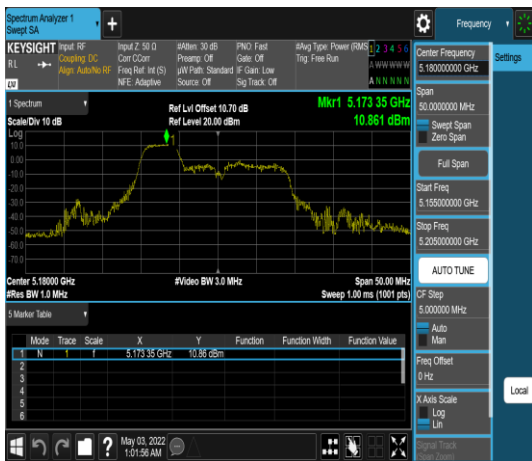 Spectrum Analyzer 1
Swept SA
+
Frequency
KEYSIGHT
RL
Input: RF
Coupling: DC
Align: Auto/No RF
Input Z: 50 Ω
Corr CCorr
Freq Ref: Int (S)
NFE: Adaptive
#Atten: 30 dB
Preamp: Off
µW Path: Standard
Source: Off
PNO: Fast
Gate: Off
IF Gain: Low
Sig Track: Off
#Avg Type: Power (RMS
Trig: Free Run
1 2 3 4 5 6
A W W W W W
A N N N N N
1 Spectrum
Scale/Div 10 dB
Ref Lvl Offset 10.70 dB
Ref Level 20.00 dBm
Mkr1 5.173 35 GHz
10.861 dBm
Log
10.0
0.00
-10.0
-20.0
-30.0
-40.0
-50.0
-60.0
-70.0
1
Center 5.18000 GHz
#Res BW 1.0 MHz
#Video BW 3.0 MHz
Span 50.00 MHz
Sweep 1.00 ms (1001 pts)
5 Marker Table
Mode Trace Scale X Y Function Function Width Function Value
1 N 1 f 5.173 35 GHz 10.86 dBm
2
3
4
5
6
May 03, 2022
1:01:56 AM
Center Frequency
5.180000000 GHz
Span
50.0000000 MHz
Swept Span
Zero Span
Full Span
Start Freq
5.155000000 GHz
Stop Freq
5.205000000 GHz
AUTO TUNE
CF Step
5.000000 MHz
Auto
Man
Freq Offset
0 Hz
X Axis Scale
Log
Lin
Signal Track
(Span Zoom)
Settings
Local